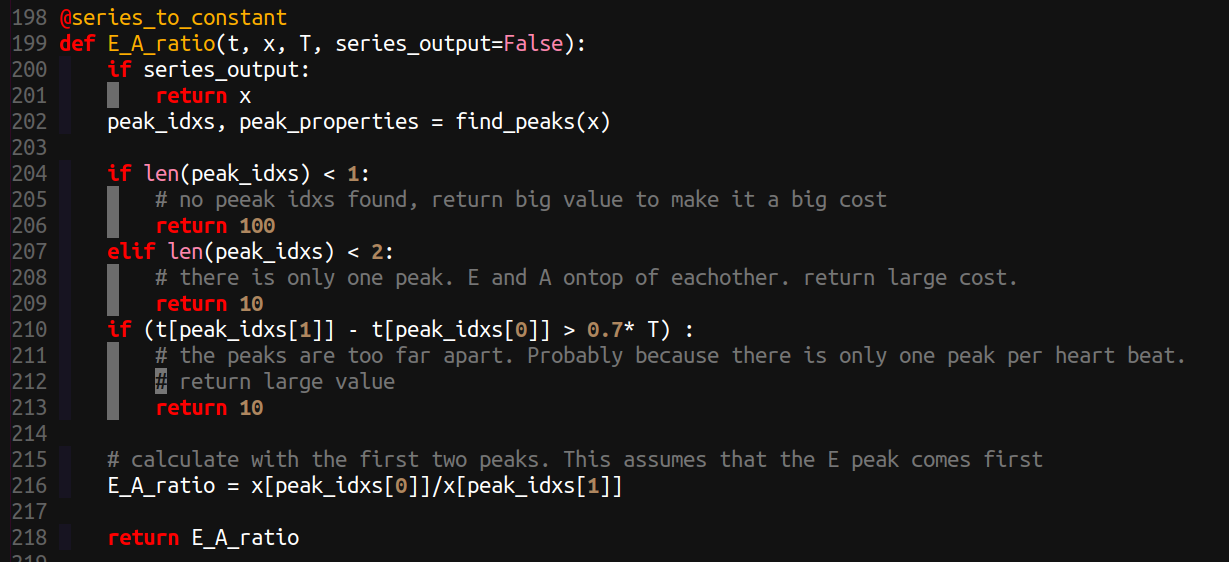 198 @series_to_constant
199 def E_A_ratio(t, x, T, series_output=False):
200     if series_output:
201         return x
202     peak_idxs, peak_properties = find_peaks(x)
203
204     if len(peak_idxs) < 1:
205         # no peeak idxs found, return big value to make it a big cost
206         return 100
207     elif len(peak_idxs) < 2:
208         # there is only one peak. E and A ontop of eachother. return large cost.
209         return 10
210     if (t[peak_idxs[1]] - t[peak_idxs[0]] > 0.7* T) :
211         # the peaks are too far apart. Probably because there is only one peak per heart beat.
212         # return large value
213         return 10
214
215     # calculate with the first two peaks. This assumes that the E peak comes first
216     E_A_ratio = x[peak_idxs[0]]/x[peak_idxs[1]]
217
218     return E_A_ratio
219